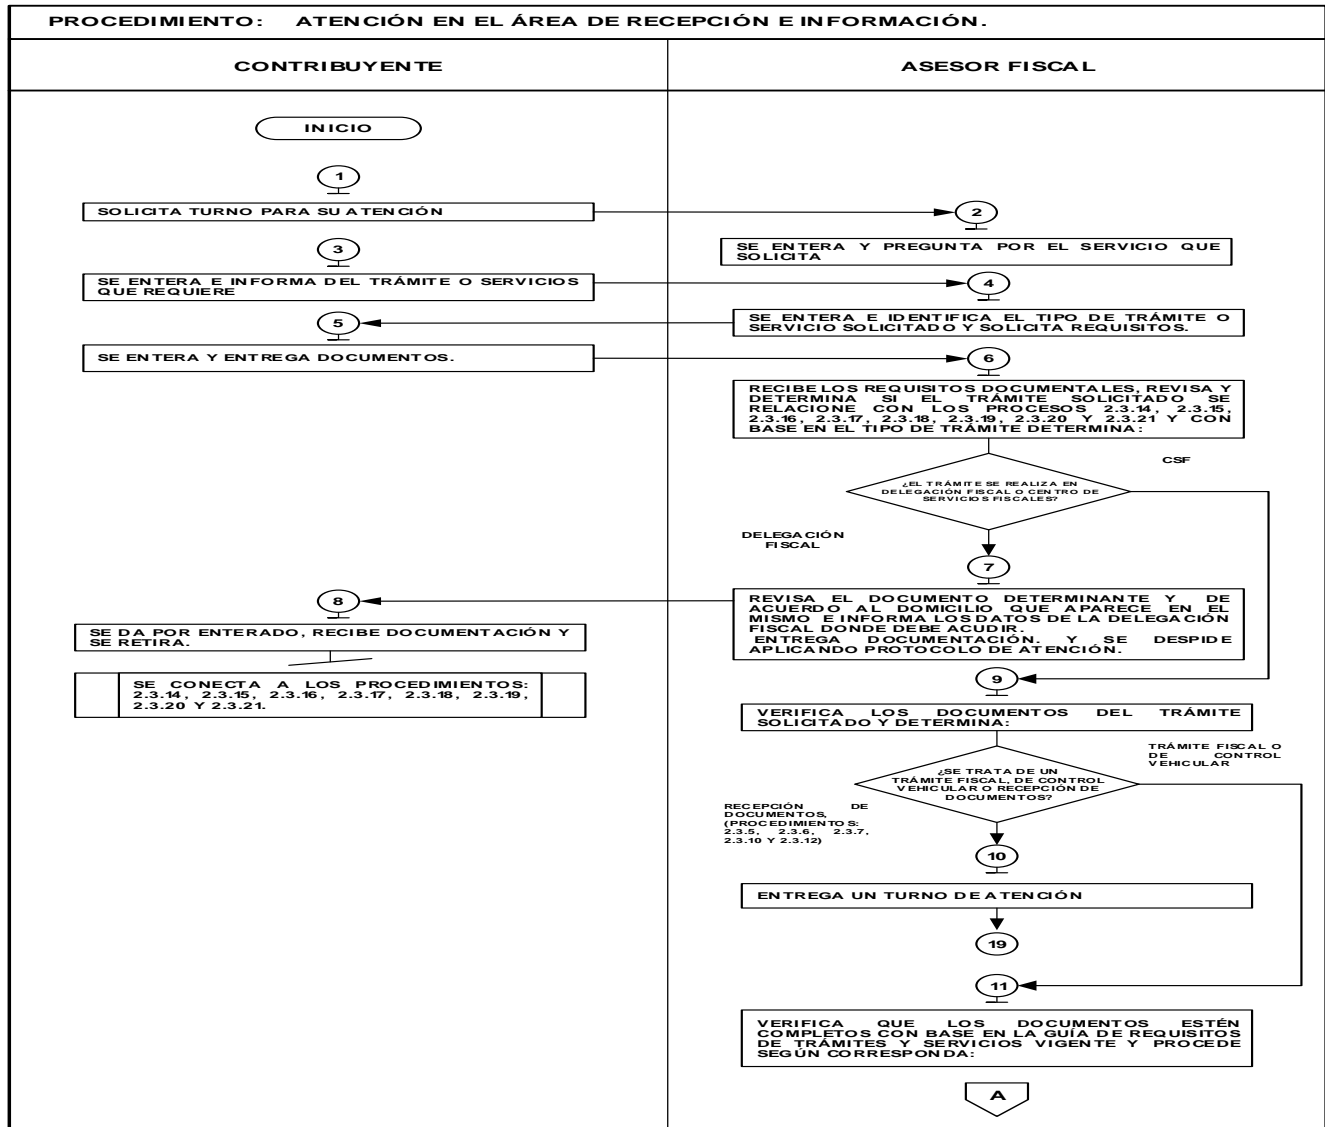 PROCEDIMIENTO: ATENCIÓN EN EL ÁREA DE RECEPCIÓN E INFORMACIÓN.
CONTRIBUYENTE
ASESOR FISCAL
INICIO
1
SOLICITA TURNO PARA SU ATENCIÓN
2
SE ENTERA Y PREGUNTA POR EL SERVICIO QUE
SOLICITA
3
SE ENTERA E INFORMA DEL TRÁMITE O SERVICIOS
QUE REQUIERE
4
SE ENTERA E IDENTIFICA EL TIPO DE TRÁMITE O
SERVICIO SOLICITADO Y SOLICITA REQUISITOS.
5
SE ENTERA Y ENTREGA DOCUMENTOS.
6
RECIBE LOS REQUISITOS DOCUMENTALES, REVISA Y
DETERMINA SI EL TRÁMITE SOLICITADO SE
RELACIONE CON LOS PROCESOS 2.3.14, 2.3.15,
2.3.16, 2.3.17, 2.3.18, 2.3.19, 2.3.20 Y 2.3.21 Y CON
BASE EN EL TIPO DE TRÁMITE DETERMINA:
CSF
¿EL TRÁMITE SE REALIZA EN
DELEGACIÓN FISCAL O CENTRO DE
SERVICIOS FISCALES?
DELEGACIÓN
FISCAL
7
REVISA EL DOCUMENTO DETERMINANTE Y DE
ACUERDO AL DOMICILIO QUE APARECE EN EL
MISMO E INFORMA LOS DATOS DE LA DELEGACIÓN
FISCAL DONDE DEBE ACUDIR.
ENTREGA DOCUMENTACIÓN. Y SE DESPIDE
APLICANDO PROTOCOLO DE ATENCIÓN.
8
SE DA POR ENTERADO, RECIBE DOCUMENTACIÓN Y
SE RETIRA.
SE CONECTA A LOS PROCEDIMIENTOS:
2.3.14, 2.3.15, 2.3.16, 2.3.17, 2.3.18, 2.3.19,
2.3.20 Y 2.3.21.
9
VERIFICA LOS DOCUMENTOS DEL TRÁMITE
SOLICITADO Y DETERMINA:
TRÁMITE FISCAL O
DE CONTROL
VEHICULAR
¿SE TRATA DE UN
TRÁMITE FISCAL, DE CONTROL
VEHICULAR O RECEPCIÓN DE
DOCUMENTOS?
RECEPCIÓN DE
DOCUMENTOS,
(PROCEDIMIENTOS:
2.3.5, 2.3.6, 2.3.7,
2.3.10 Y 2.3.12)
10
ENTREGA UN TURNO DE ATENCIÓN
19
11
VERIFICA QUE LOS DOCUMENTOS ESTÉN
COMPLETOS CON BASE EN LA GUÍA DE REQUISITOS
DE TRÁMITES Y SERVICIOS VIGENTE Y PROCEDE
SEGÚN CORRESPONDA:
A